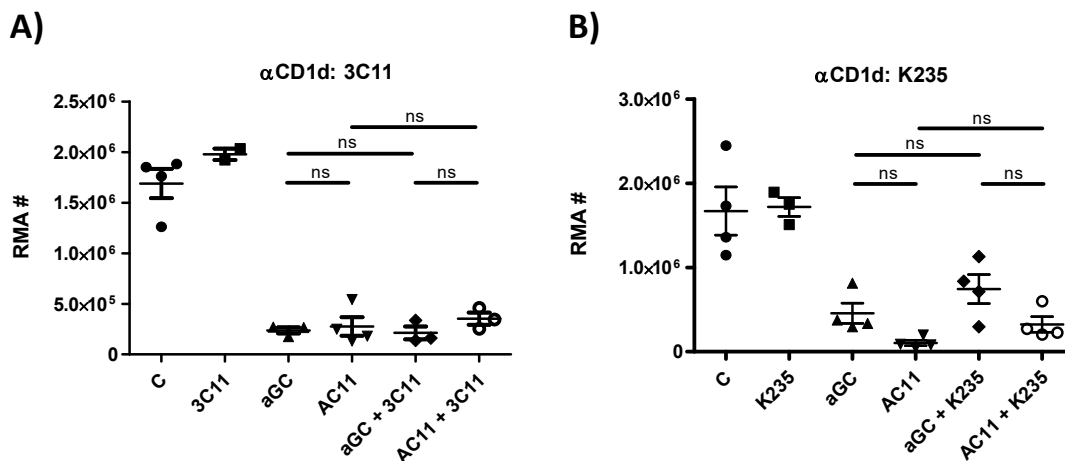 A)
αCD1d: 3C11
2.5×10⁶
2.0×10⁶
1.5×10⁶
1.0×10⁶
5.0×10⁵
0
RMA #
ns
ns
ns
ns
C
3C11
aGC
AC11
aGC + 3C11
AC11 + 3C11
B)
αCD1d: K235
3.0×10⁶
2.0×10⁶
1.0×10⁶
0
RMA #
ns
ns
ns
ns
C
K235
aGC
AC11
aGC + K235
AC11 + K235